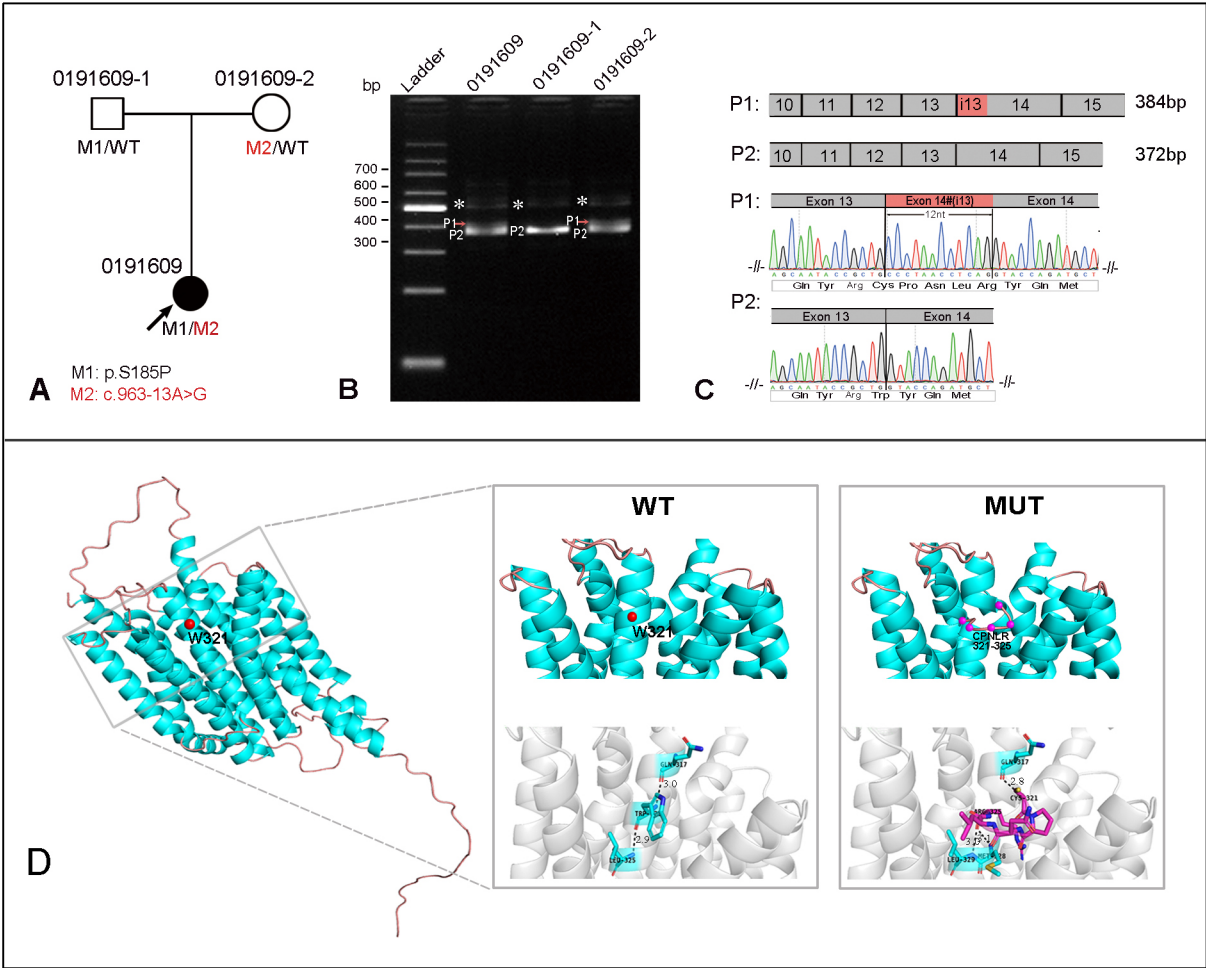 0191609-1
0191609-2
M1/WT
M2/WT
0191609
M1/M2
M1: p.S185P
M2: c.963-13A>G
A
bp
Ladder
0191609
0191609-1
0191609-2
700
600
500
400
300
*
*
*
P1
P2
P2
P1
P2
B
P1:
10
11
12
13
i13
14
15
384bp
P2:
10
11
12
13
14
15
372bp
P1:
Exon 13
Exon 14#(i13)
Exon 14
12nt
-//-
A G C A A T A C C G C T G C C C T A A C C T C A G G T A C C A G A T G C T
-//-
Gln Tyr Arg Cys Pro Asn Leu Arg Tyr Gln Met
P2:
Exon 13
Exon 14
-//-
A G C A A T A C C G C T G G T A C C A G A T G C T
-//-
Gln Tyr Arg Trp Tyr Gln Met
C
W321
D
WT
W321
GLN-317
3.0
2.9
LEU-325
MUT
CPNLR
321-325
GLN-317
2.8
CYS-321
ARG-325
LEU-329